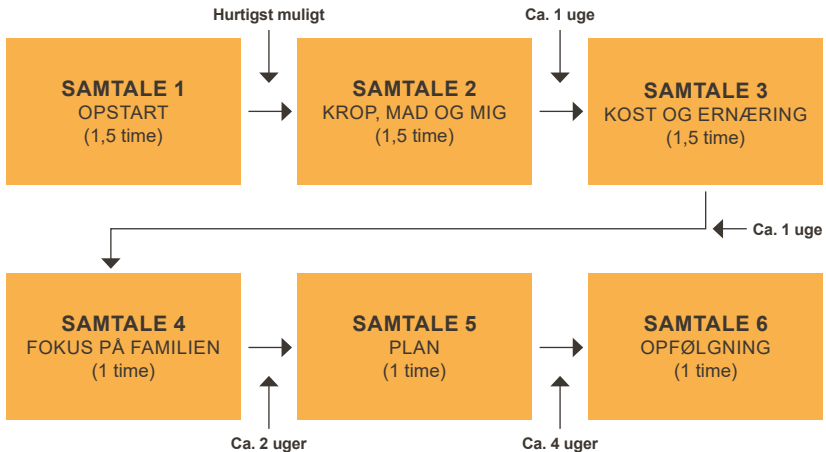 Hurtigst muligt
Ca. 1 uge
SAMTALE 1
OPSTART
(1,5 time)
SAMTALE 2
KROP, MAD OG MIG
(1,5 time)
SAMTALE 3
KOST OG ERNÆRING
(1,5 time)
Ca. 1 uge
SAMTALE 4
FOKUS PÅ FAMILIEN
(1 time)
SAMTALE 5
PLAN
(1 time)
SAMTALE 6
OPFØLGNING
(1 time)
Ca. 2 uger
Ca. 4 uger